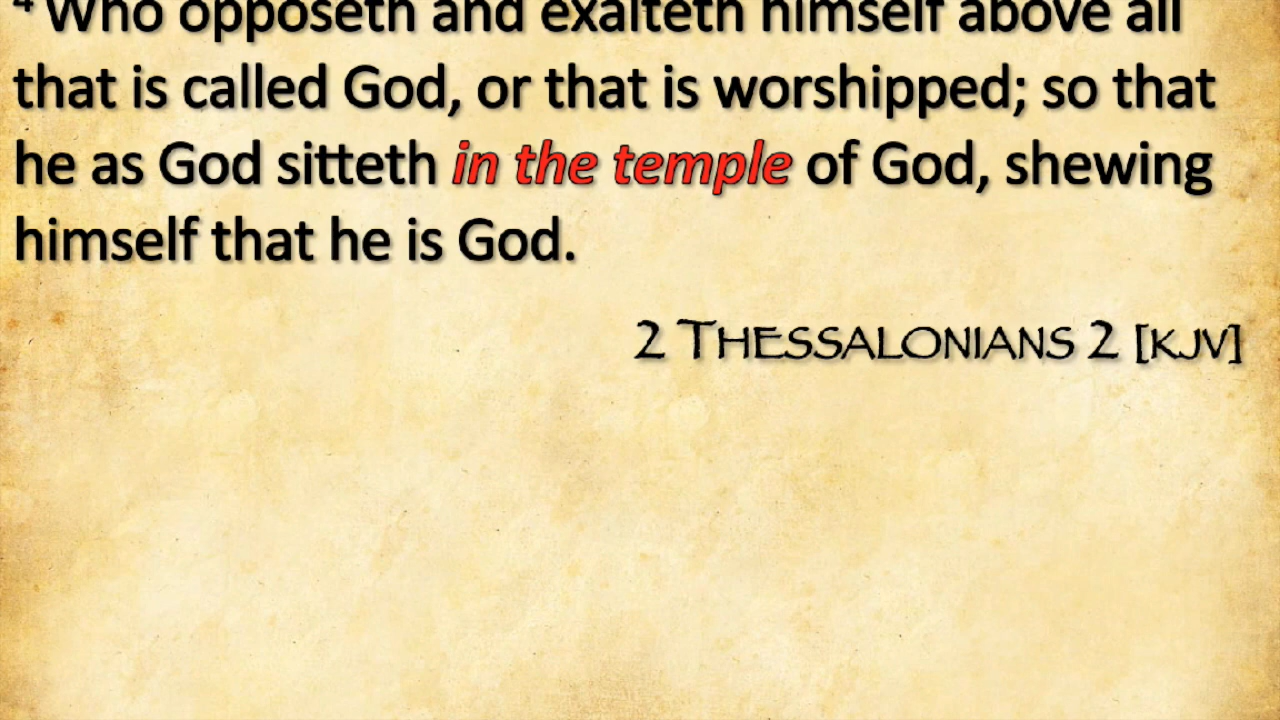 4 Who opposeth and exalteth himself above all
that is called God, or that is worshipped; so that
he as God sitteth in the temple of God, shewing
himself that he is God.
2 THESSALONIANS 2 [KJV]